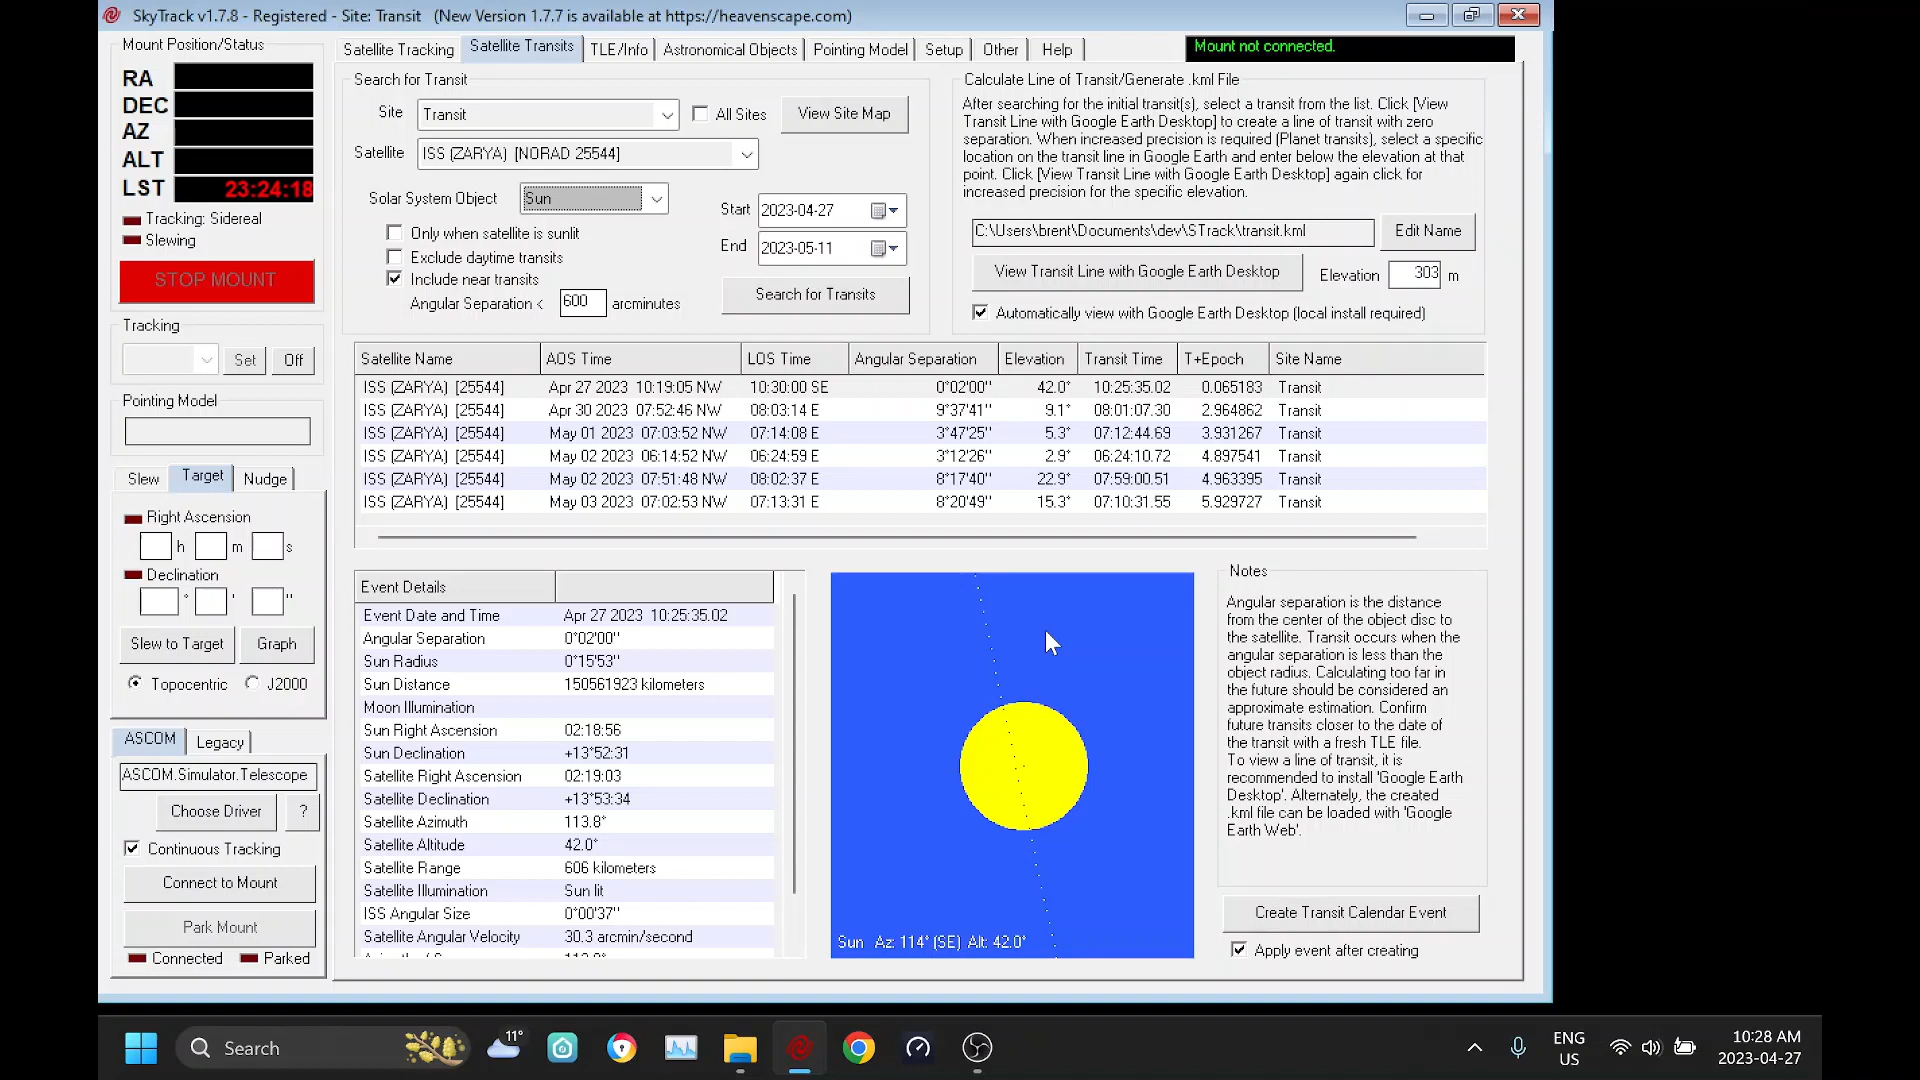 SkyTrack v1.7.8 - Registered - Site: Transit (New Version 1.7.7 is available at https://heavenscape.com)
Mount Position/Status
RA
DEC
AZ
ALT
LST 23:24:18
Tracking: Sidereal
Slewing
STOP MOUNT
Tracking
Set Off
Pointing Model
Slew Target Nudge
Right Ascension
h m s
Declination
° ' "
Slew to Target Graph
Topocentric J2000
ASCOM Legacy
ASCOM.Simulator.Telescope
Choose Driver ?
Continuous Tracking
Connect to Mount
Park Mount
Connected Parked
Satellite Tracking Satellite Transits TLE/Info Astronomical Objects Pointing Model Setup Other Help
Mount not connected.
Search for Transit
Site Transit All Sites View Site Map
Satellite ISS (ZARYA) [NORAD 25544]
Solar System Object Sun
Only when satellite is sunlit
Exclude daytime transits
Include near transits
Angular Separation < 600 arcminutes
Start 2023-04-27
End 2023-05-11
Search for Transits
Calculate Line of Transit/Generate .kml File
After searching for the initial transit(s), select a transit from the list. Click [View
Transit Line with Google Earth Desktop] to create a line of transit with zero
separation. When increased precision is required (Planet transits), select a specific
location on the transit line in Google Earth and enter below the elevation at that
point. Click [View Transit Line with Google Earth Desktop] again click for
increased precision for the specific elevation.
C:\Users\brent\Documents\dev\STrack\transit.kml Edit Name
View Transit Line with Google Earth Desktop Elevation 303 m
Automatically view with Google Earth Desktop (local install required)
Satellite Name AOS Time LOS Time Angular Separation Elevation Transit Time T+Epoch Site Name
ISS (ZARYA) [25544] Apr 27 2023 10:19:05 NW 10:30:00 SE 0°02'00'' 42.0° 10:25:35.02 0.065183 Transit
ISS (ZARYA) [25544] Apr 30 2023 07:52:46 NW 08:03:14 E 9°37'41'' 9.1° 08:01:07.30 2.964862 Transit
ISS (ZARYA) [25544] May 01 2023 07:03:52 NW 07:14:08 E 3°47'25'' 5.3° 07:12:44.69 3.931267 Transit
ISS (ZARYA) [25544] May 02 2023 06:14:52 NW 06:24:59 E 3°12'26'' 2.9° 06:24:10.72 4.897541 Transit
ISS (ZARYA) [25544] May 02 2023 07:51:48 NW 08:02:37 E 8°17'40'' 22.9° 07:59:00.51 4.963395 Transit
ISS (ZARYA) [25544] May 03 2023 07:02:53 NW 07:13:31 E 8°20'49'' 15.3° 07:10:31.55 5.929727 Transit
Event Details
Event Date and Time Apr 27 2023 10:25:35.02
Angular Separation 0°02'00''
Sun Radius 0°15'53''
Sun Distance 150561923 kilometers
Moon Illumination
Sun Right Ascension 02:18:56
Sun Declination +13°52:31
Satellite Right Ascension 02:19:03
Satellite Declination +13°53:34
Satellite Azimuth 113.8°
Satellite Altitude 42.0°
Satellite Range 606 kilometers
Satellite Illumination Sun lit
ISS Angular Size 0°00'37''
Satellite Angular Velocity 30.3 arcmin/second
Sun Az: 114° (SE) Alt: 42.0°
Notes
Angular separation is the distance
from the center of the object disc to
the satellite. Transit occurs when the
angular separation is less than the
object radius. Calculating too far in
the future should be considered an
approximate estimation. Confirm
future transits closer to the date of
the transit with a fresh TLE file.
To view a line of transit, it is
recommended to install 'Google Earth
Desktop'. Alternately, the created
.kml file can be loaded with 'Google
Earth Web'.
Create Transit Calendar Event
Apply event after creating
Search
11°
ENG
US
10:28 AM
2023-04-27